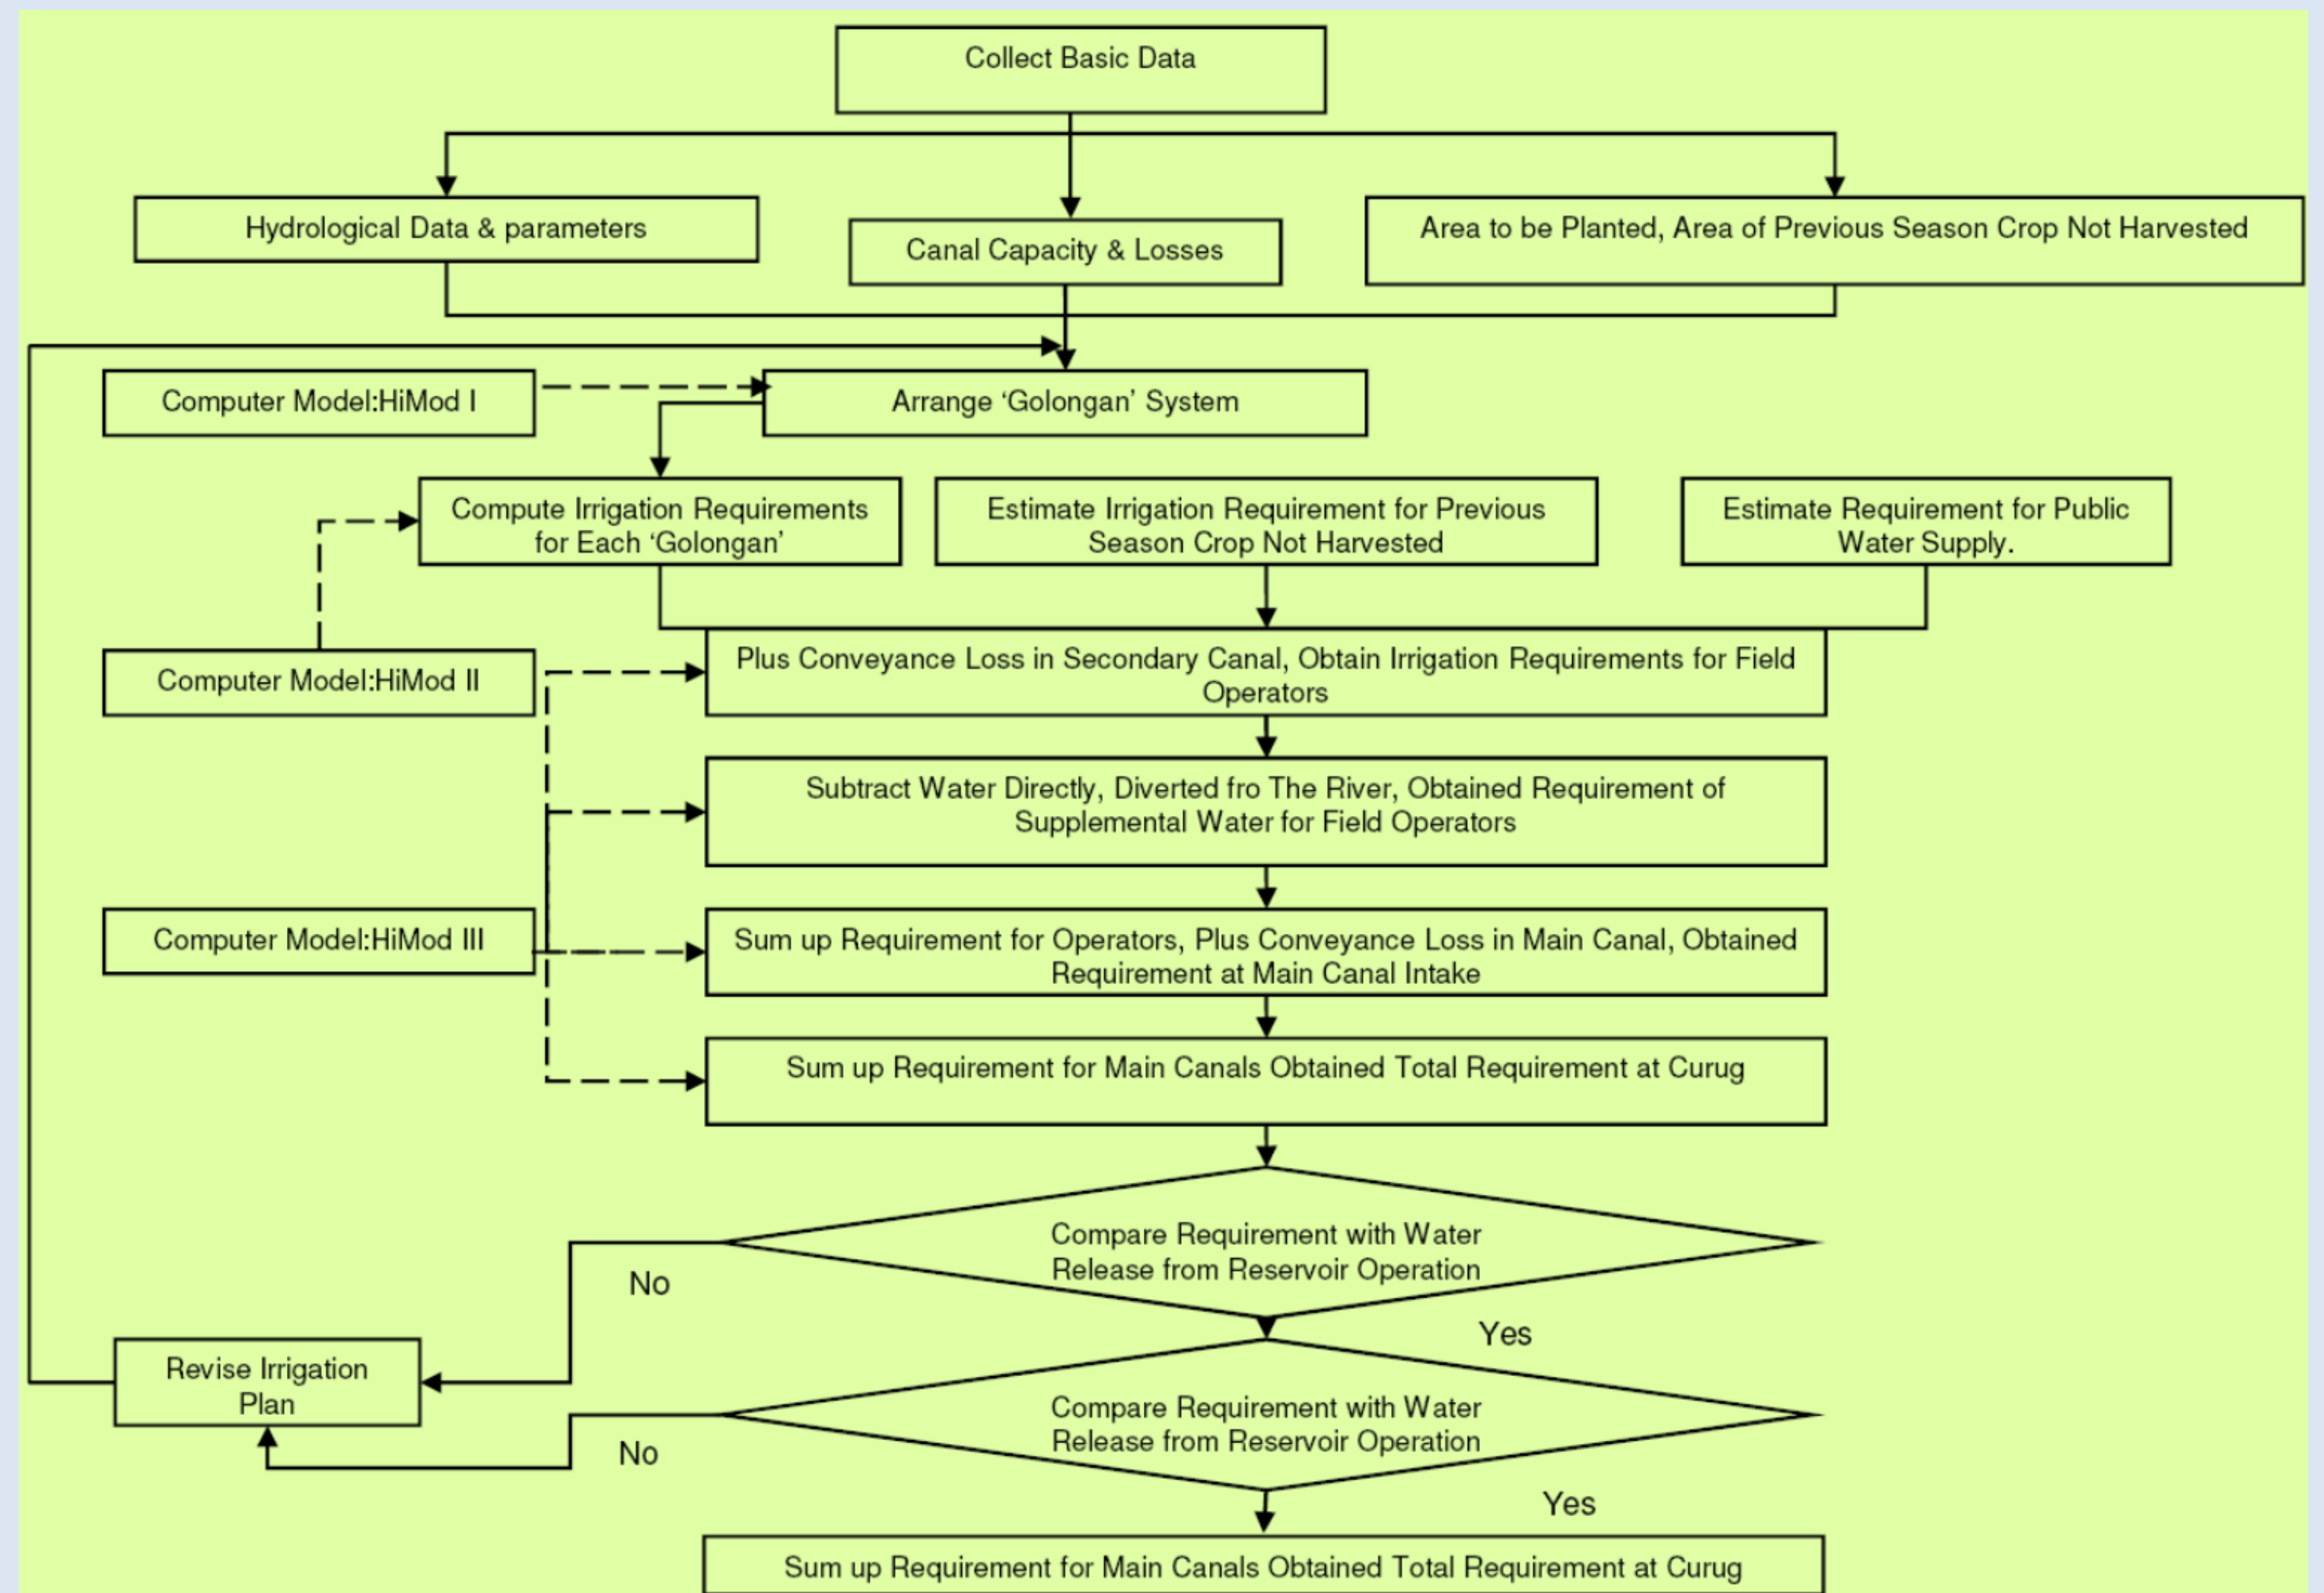 Collect Basic Data
Hydrological Data & parameters
Canal Capacity & Losses
Area to be Planted, Area of Previous Season Crop Not Harvested
Computer Model:HiMod I
Arrange ‘Golongan’ System
Compute Irrigation Requirements
for Each ‘Golongan’
Estimate Irrigation Requirement for Previous
Season Crop Not Harvested
Estimate Requirement for Public
Water Supply.
Computer Model:HiMod II
Plus Conveyance Loss in Secondary Canal, Obtain Irrigation Requirements for Field
Operators
Subtract Water Directly, Diverted fro The River, Obtained Requirement of
Supplemental Water for Field Operators
Computer Model:HiMod III
Sum up Requirement for Operators, Plus Conveyance Loss in Main Canal, Obtained
Requirement at Main Canal Intake
Sum up Requirement for Main Canals Obtained Total Requirement at Curug
Compare Requirement with Water
Release from Reservoir Operation
No
Yes
Revise Irrigation
Plan
Compare Requirement with Water
Release from Reservoir Operation
No
Yes
Sum up Requirement for Main Canals Obtained Total Requirement at Curug